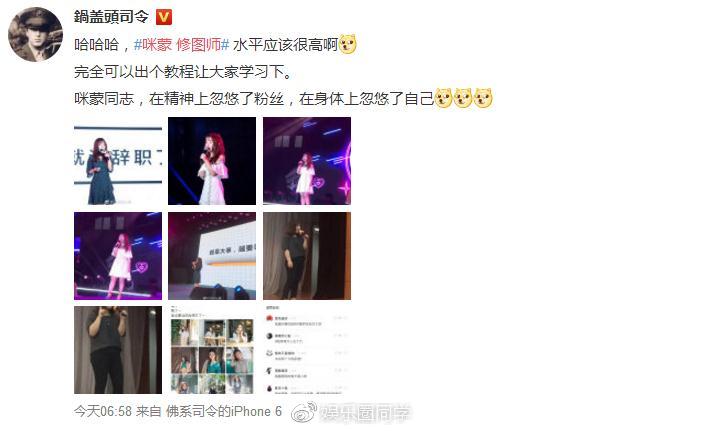 鍋盖頭司令
哈哈哈，#咪蒙 修图师# 水平应该很高啊
完全可以出个教程让大家学习下。
咪蒙同志，在精神上忽悠了粉丝，在身体上忽悠了自己
辞职了
今天06:58 来自 佛系司令的iPhone 6
娱乐圈同学